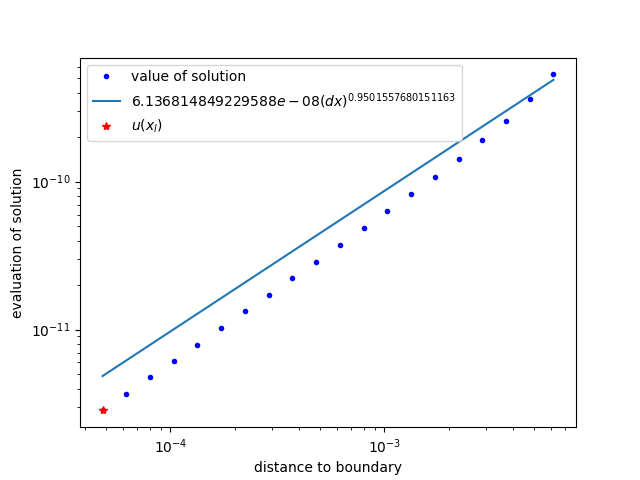 value of solution
6.136814849229588e − 08(dx)^0.9501557680151163
u(x_l)
10^−10
10^−11
evaluation of solution
10^−4
10^−3
distance to boundary